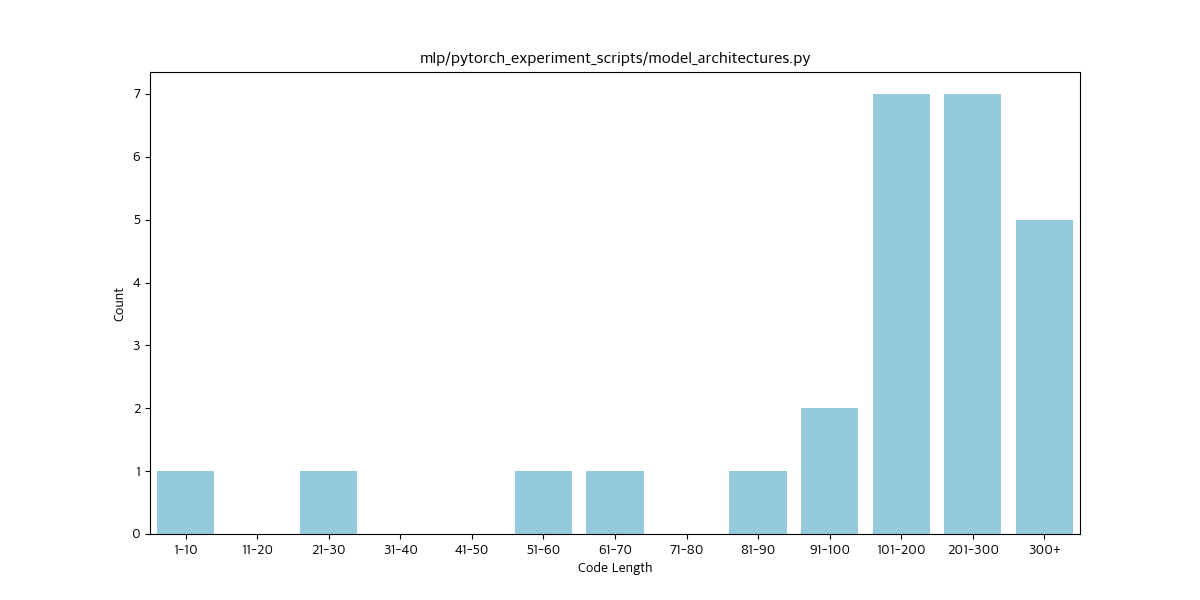 mlp/pytorch_experiment_scripts/model_architectures.py
7
6
5
4
3
2
1
0
Count
1-10 11-20 21-30 31-40 41-50 51-60 61-70 71-80 81-90 91-100 101-200 201-300 300+
Code Length